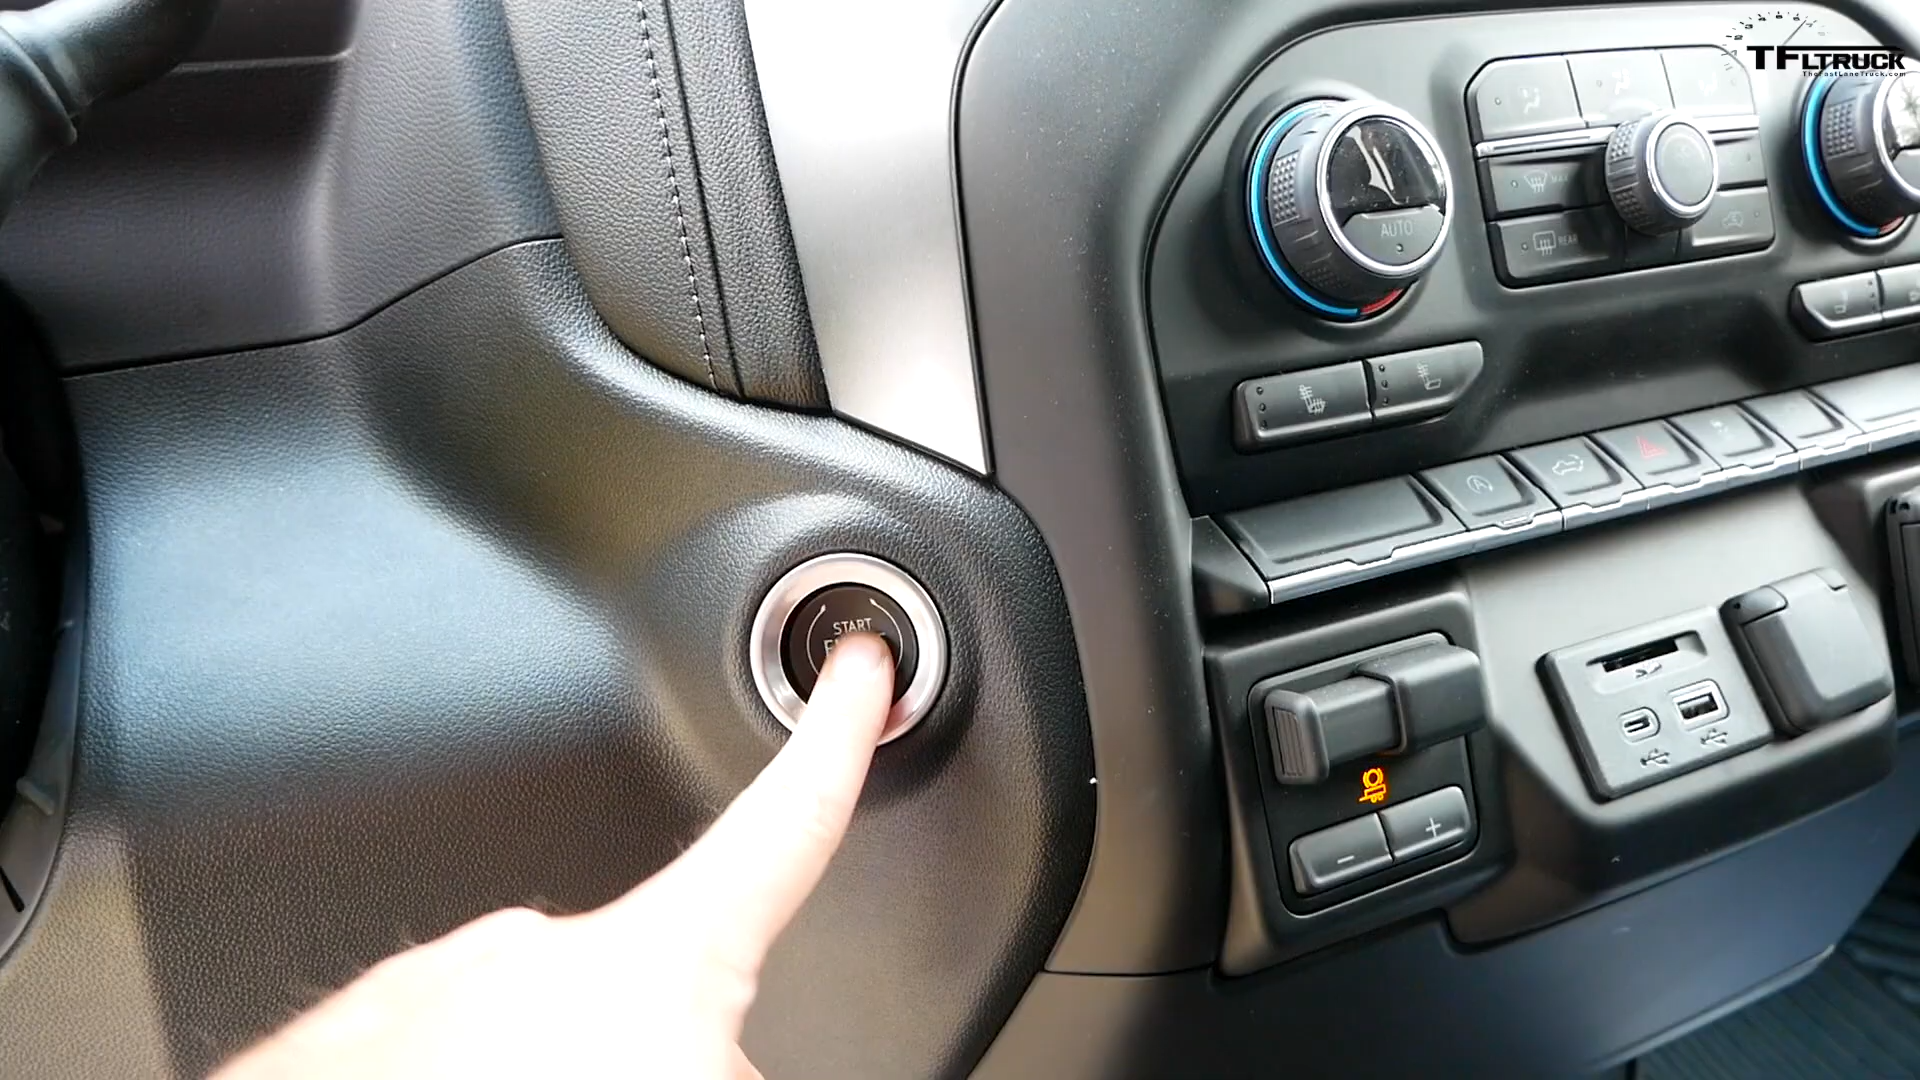 TFLTRUCK
TheFastLaneTruck.com
AUTO
MAX
REAR
START
- +